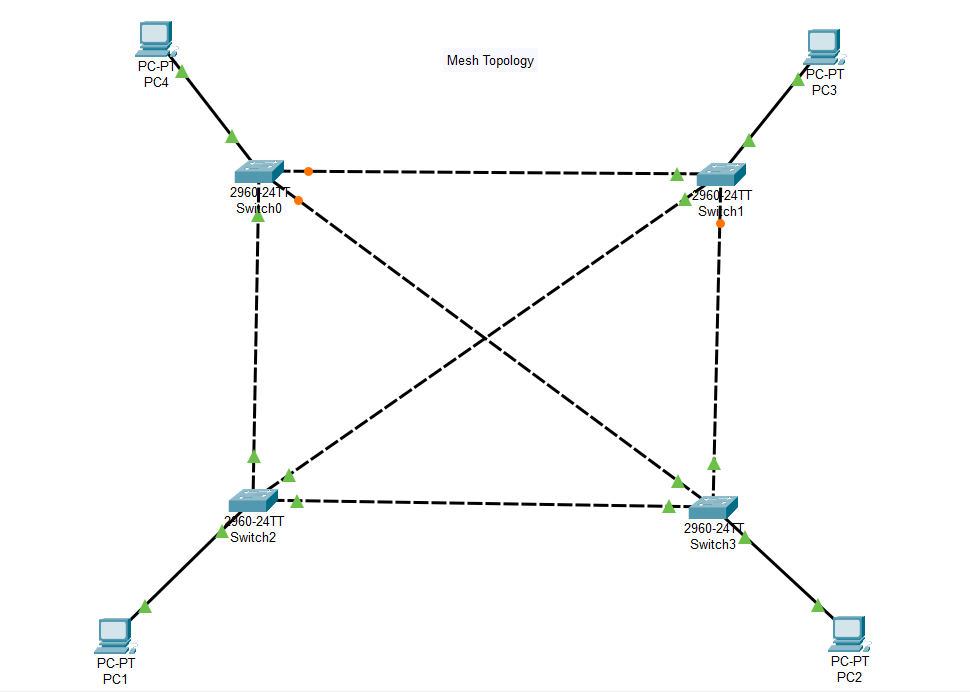 PC-PT
PC4
Mesh Topology
PC-PT
PC3
2960-24TT
Switch0
2960-24TT
Switch1
2960-24TT
Switch2
2960-24TT
Switch3
PC-PT
PC1
PC-PT
PC2